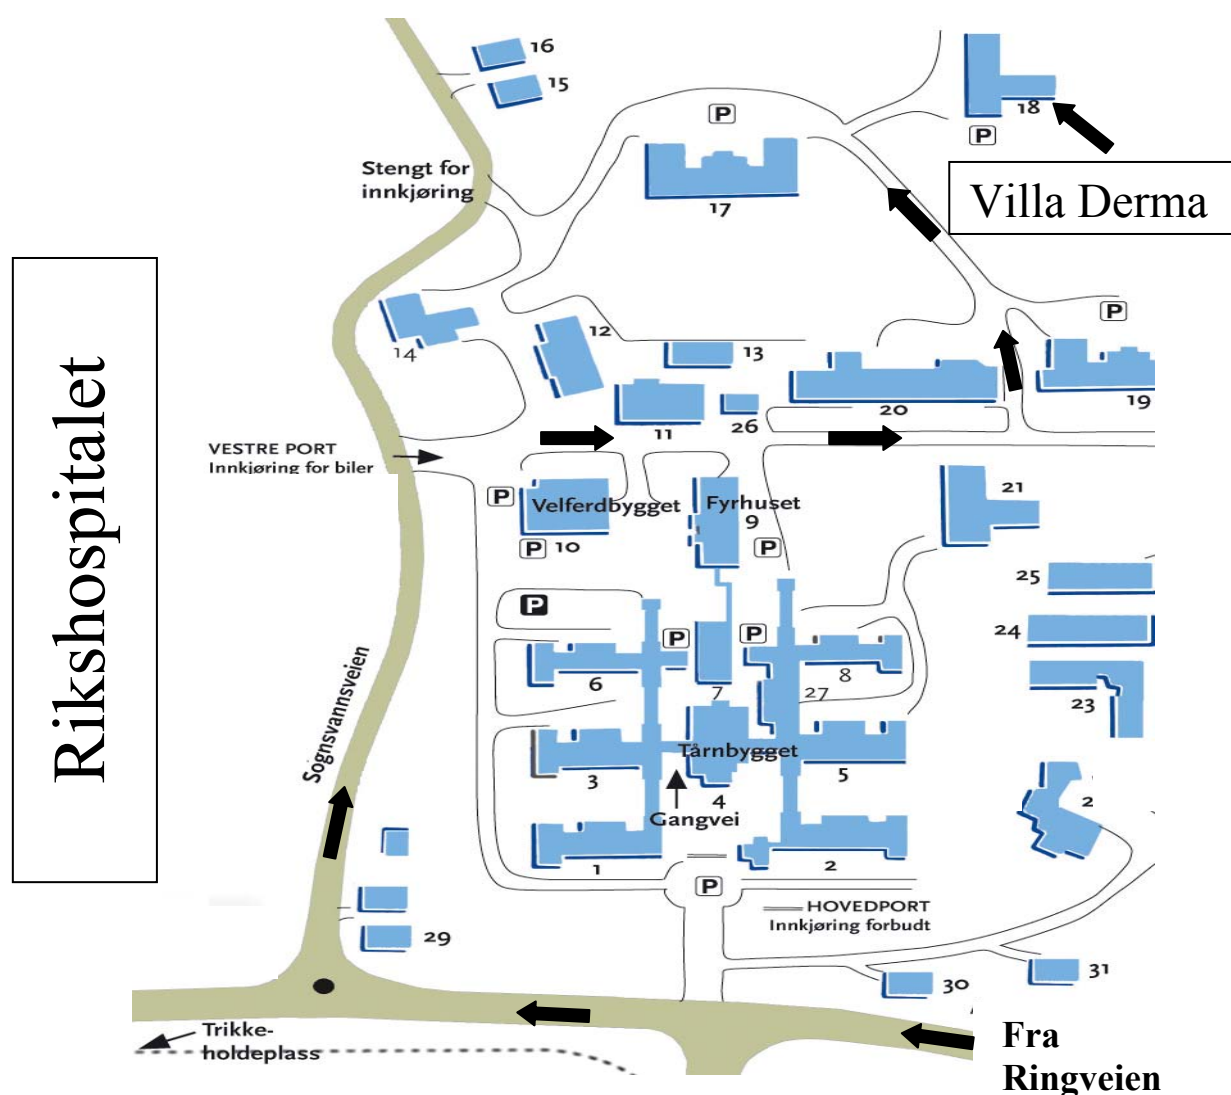 16
15
P
18
P
Stengt for
innkjøring
17
Villa Derma
P
12
13
14
20
19
11
26
Rikshospitalet
VESTRE PORT
Innkjøring for biler
P
Velferdbygget
Fyrhuset
9
21
P
10
P
25
P
24
P
P
6
7
8
27
23
Sognsvannsveien
Tårnbygget
3
4
5
2
Gangvei
1
2
P
HOVEDPORT
Innkjøring forbudt
29
30
31
Trikke-
holdeplass
Fra
Ringveien